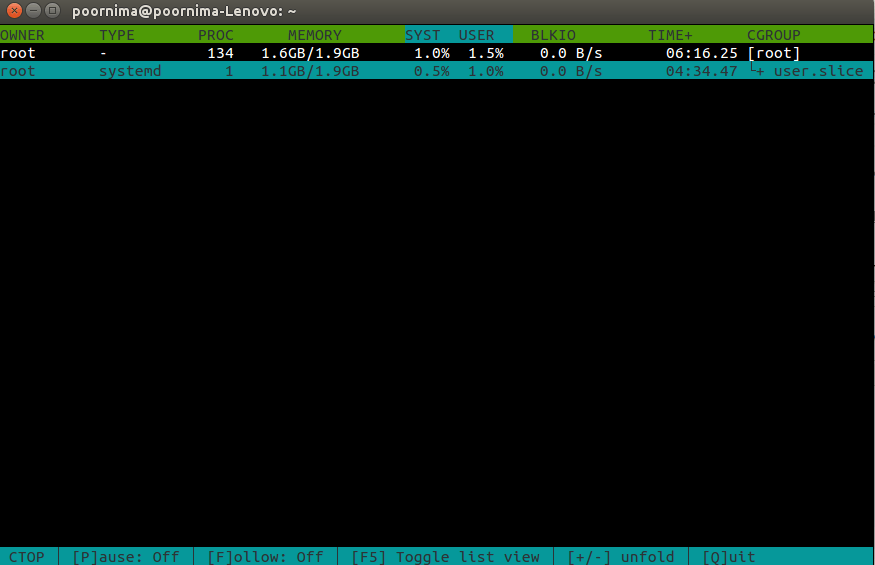 poornima@poornima-Lenovo: ~
OWNER TYPE PROC MEMORY SYST USER BLKIO TIME+ CGROUP
root - 134 1.6GB/1.9GB 1.0% 1.5% 0.0 B/s 06:16.25 [root]
root systemd 1 1.1GB/1.9GB 0.5% 1.0% 0.0 B/s 04:34.47 └+ user.slice
CTOP │ [P]ause: Off │ [F]ollow: Off │ [F5] Toggle list view │ [+/-] unfold │ [Q]uit